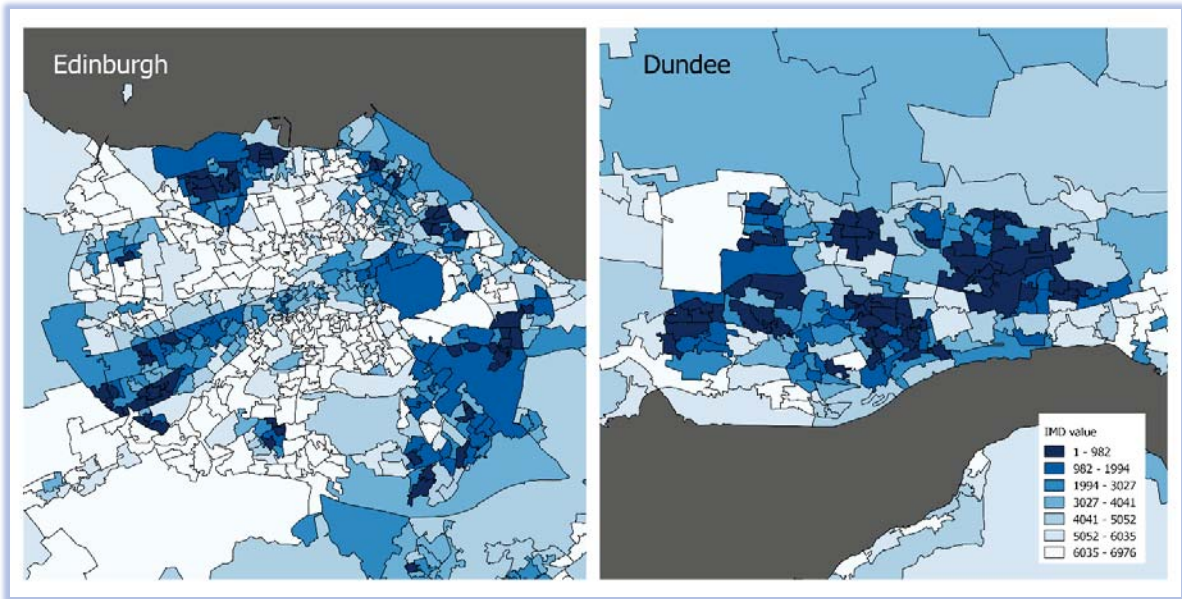 Edinburgh
Dundee
IMD value
1 - 982
982 - 1994
1994 - 3027
3027 - 4041
4041 - 5052
5052 - 6035
6035 - 6976